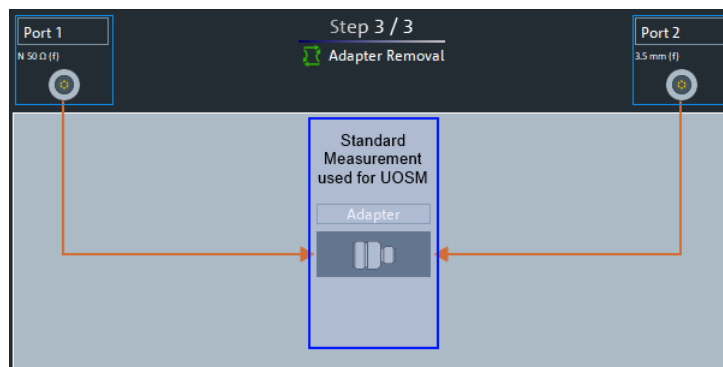 Port 1
N 50 Ω (f)
Step 3 / 3
Adapter Removal
Port 2
3.5 mm (f)
Standard
Measurement
used for UOSM
Adapter